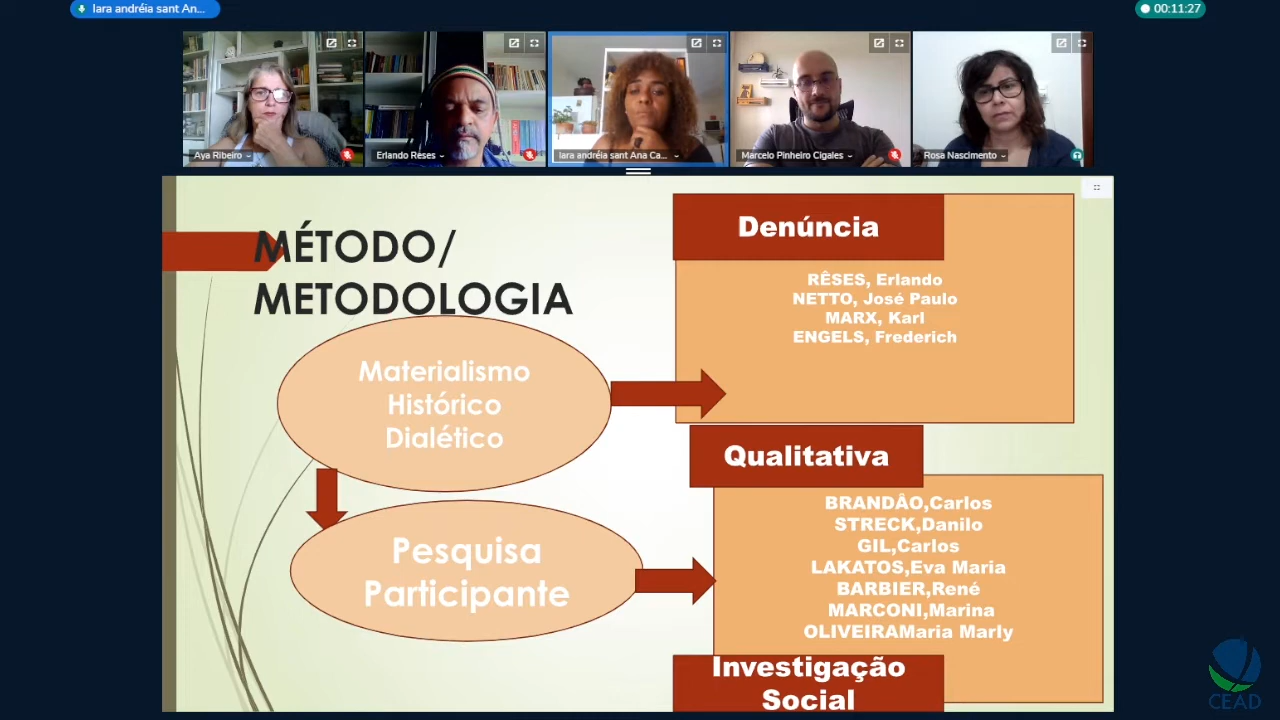 Iara andréia sant An...
00:11:27
Aya Ribeiro
Erlando Rêses
Iara andréia sant Ana Ca...
Marcelo Pinheiro Cigales
Rosa Nascimento
MÉTODO/
METODOLOGIA
Materialismo
Histórico
Dialético
Pesquisa
Participante
Denúncia
RÊSES, Erlando
NETTO, José Paulo
MARX, Karl
ENGELS, Frederich
Qualitativa
BRANDÂO,Carlos
STRECK,Danilo
GIL,Carlos
LAKATOS,Eva Maria
BARBIER,René
MARCONI,Marina
OLIVEIRAMaria Marly
Investigação
Social
CEAD